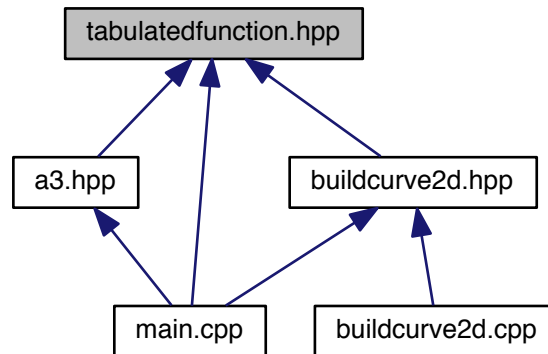 tabulatedfunction.hpp
a3.hpp
buildcurve2d.hpp
main.cpp
buildcurve2d.cpp